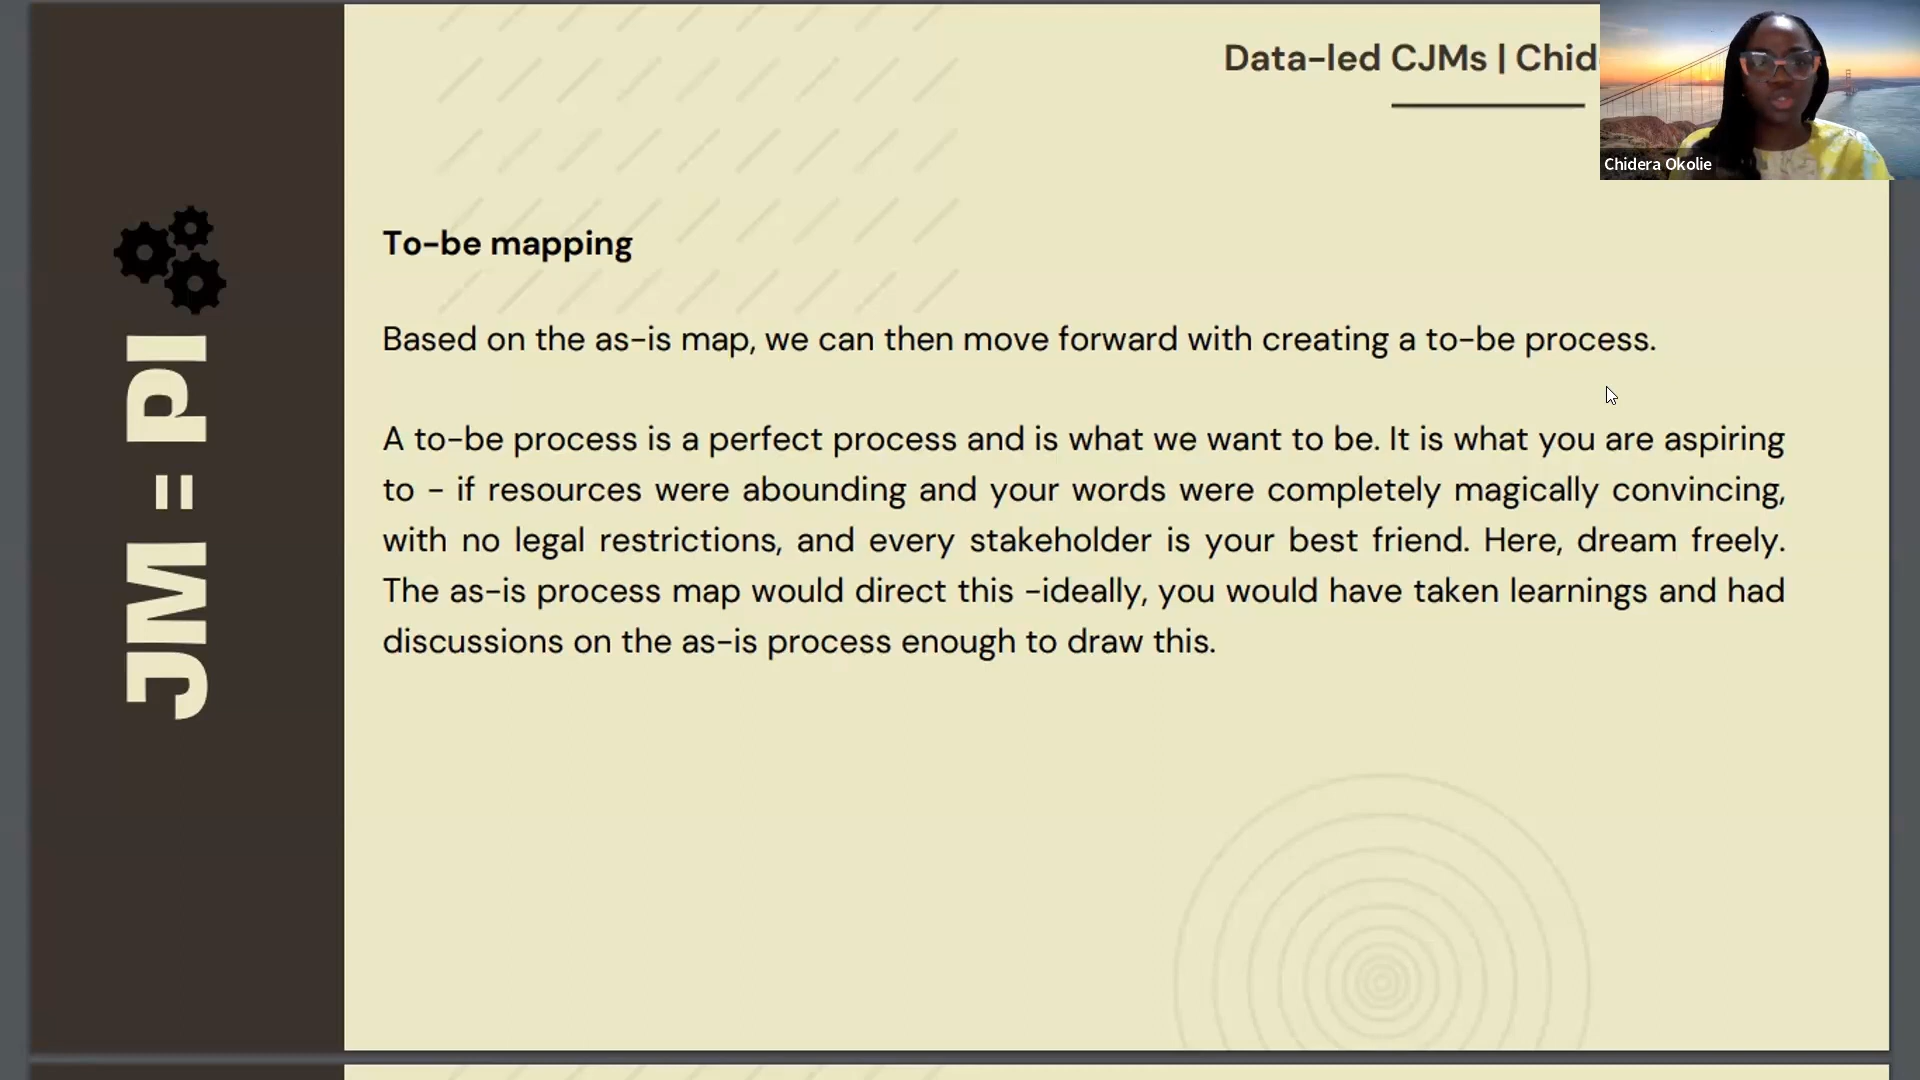 Data-led CJMs | Chid
Chidera Okolie
JM = PI
To-be mapping
Based on the as-is map, we can then move forward with creating a to-be process.
A to-be process is a perfect process and is what we want to be. It is what you are aspiring
to - if resources were abounding and your words were completely magically convincing,
with no legal restrictions, and every stakeholder is your best friend. Here, dream freely.
The as-is process map would direct this -ideally, you would have taken learnings and had
discussions on the as-is process enough to draw this.